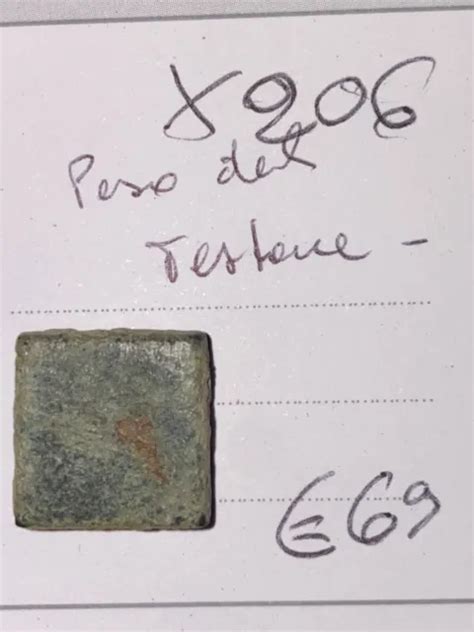 X206
Peso del
Testone -
€ 69